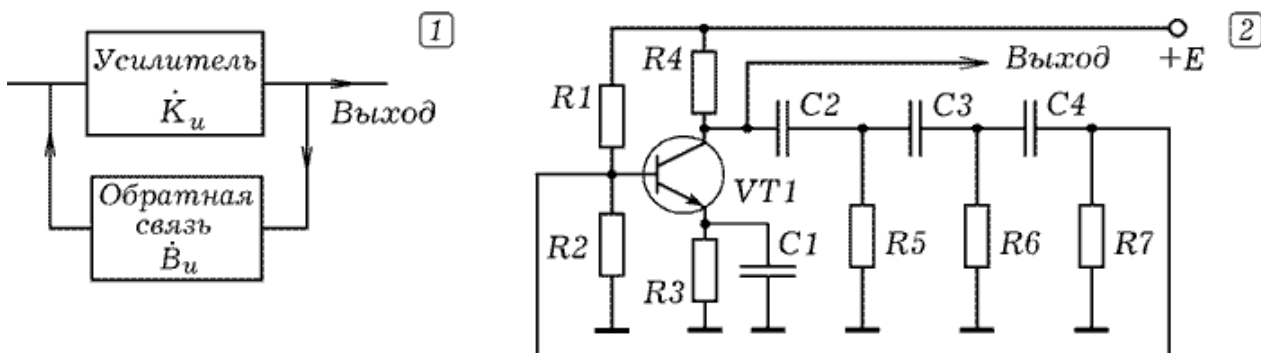 1
Усилитель
K̇u
Выход
Обратная
связь
Ḃu
2
+E
R4
Выход
R1
C2
C3
C4
VT1
R2
C1
R5
R6
R7
R3